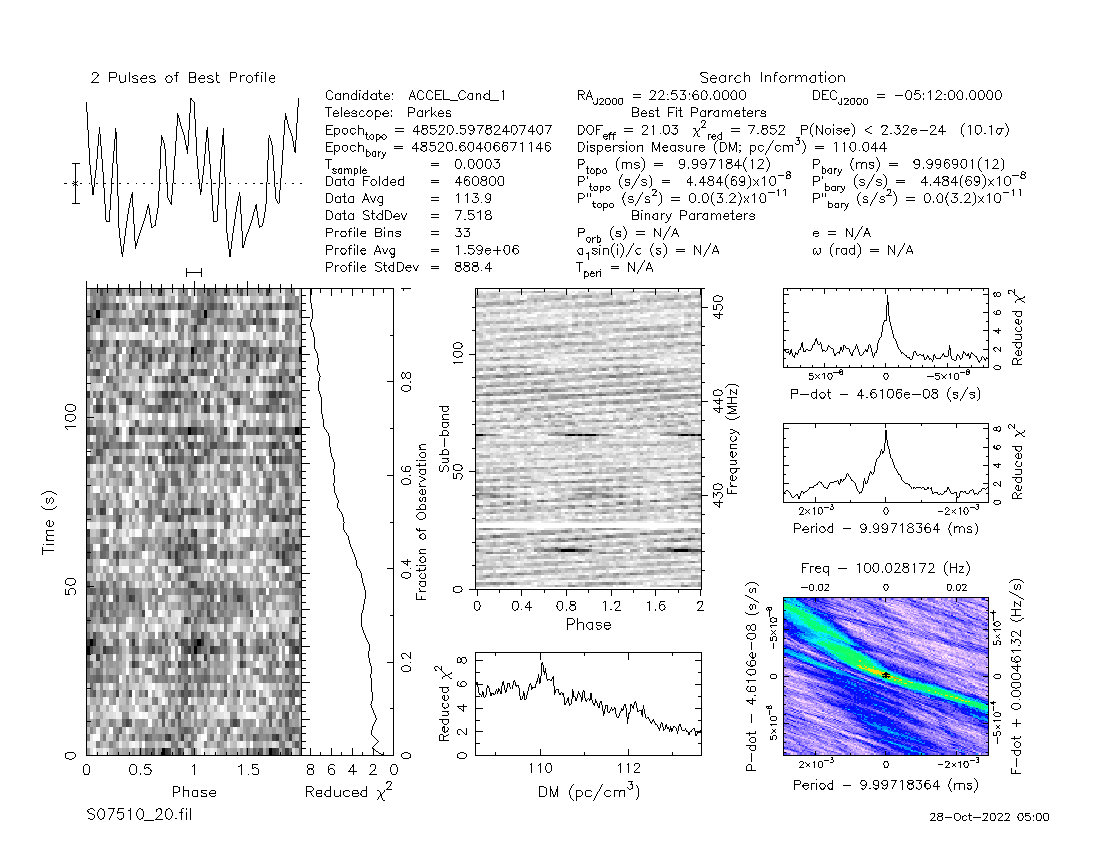 2 Pulses of Best Profile
Search Information
Candidate: ACCEL_Cand_1
RA_J2000 = 22:53:60.0000 DEC_J2000 = −05:12:00.0000
Telescope: Parkes
Best Fit Parameters
Epoch_topo = 48520.59782407407
DOF_eff = 21.03 χ²_red = 7.852 P(Noise) < 2.32e−24 (10.1σ)
Epoch_bary = 48520.60406671146
Dispersion Measure (DM; pc/cm³) = 110.044
T_sample = 0.0003
P_topo (ms) = 9.997184(12) P_bary (ms) = 9.996901(12)
Data Folded = 460800
P'_topo (s/s) = 4.484(69)x10⁻⁸ P'_bary (s/s) = 4.484(69)x10⁻⁸
Data Avg = 113.9
P''_topo (s/s²) = 0.0(3.2)x10⁻¹¹ P''_bary (s/s²) = 0.0(3.2)x10⁻¹¹
Data StdDev = 7.518
Binary Parameters
Profile Bins = 33
P_orb (s) = N/A e = N/A
Profile Avg = 1.59e+06
a₁sin(i)/c (s) = N/A ω (rad) = N/A
Profile StdDev = 888.4
T_peri = N/A
0 50 100
Time (s)
0 0.5 1 1.5
Phase
8 6 4 2 0
Reduced χ²
0 0.2 0.4 0.6 0.8 1
Fraction of Observation
0 50 100
Sub−band
430 440 450
Frequency (MHz)
0 0.4 0.8 1.2 1.6 2
Phase
0 2 4 6 8
Reduced χ²
110 112
DM (pc/cm³)
0 2 4 6 8
Reduced χ²
5×10⁻⁸ 0 −5×10⁻⁸
P−dot − 4.6106e−08 (s/s)
0 2 4 6 8
Reduced χ²
2×10⁻³ 0 −2×10⁻³
Period − 9.99718364 (ms)
Freq − 100.028172 (Hz)
−0.02 0 0.02
−5×10⁻⁸ 0 5×10⁻⁸
P−dot − 4.6106e−08 (s/s)
5×10⁻⁴ 0 −5×10⁻⁴
F−dot + 0.00046132 (Hz/s)
2×10⁻³ 0 −2×10⁻³
Period − 9.99718364 (ms)
S07510_20.fil
28−Oct−2022 05:00